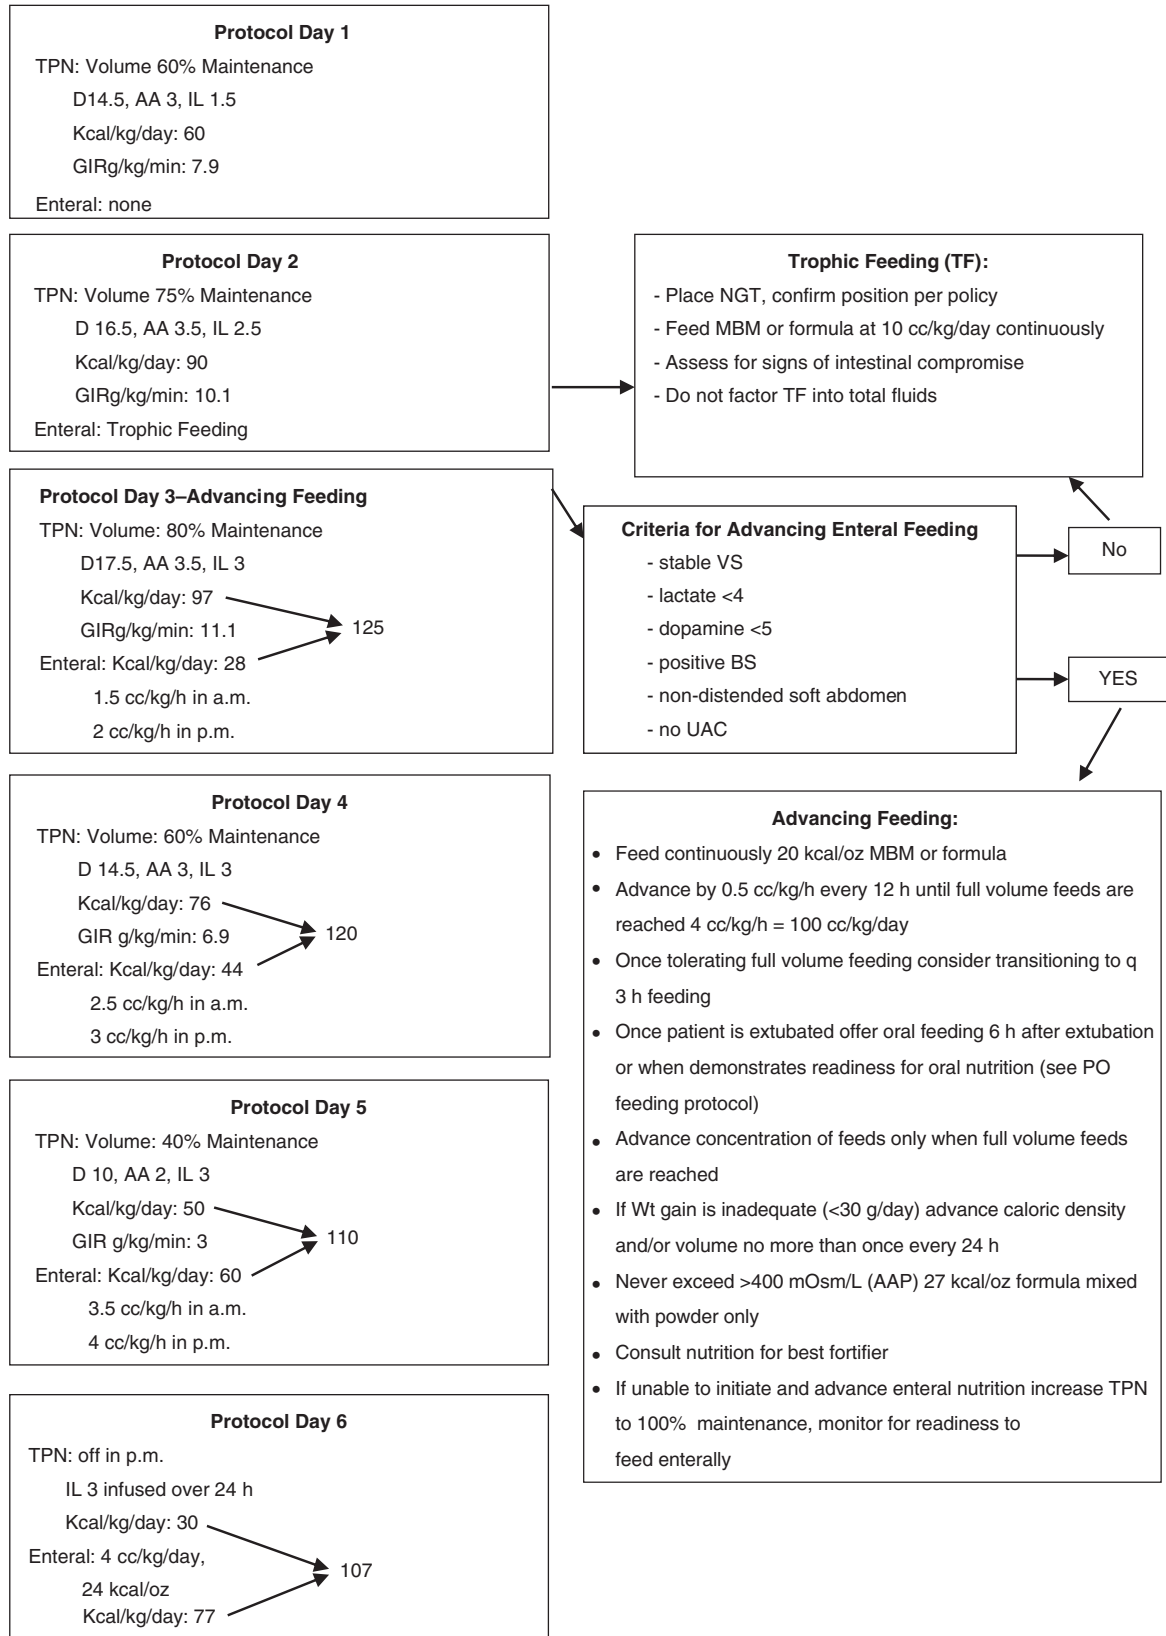 Protocol Day 1
TPN: Volume 60% Maintenance
D14.5, AA 3, IL 1.5
Kcal/kg/day: 60
GIRg/kg/min: 7.9
Enteral: none
Protocol Day 2
TPN: Volume 75% Maintenance
D 16.5, AA 3.5, IL 2.5
Kcal/kg/day: 90
GIRg/kg/min: 10.1
Enteral: Trophic Feeding
Trophic Feeding (TF):
- Place NGT, confirm position per policy
- Feed MBM or formula at 10 cc/kg/day continuously
- Assess for signs of intestinal compromise
- Do not factor TF into total fluids
Protocol Day 3–Advancing Feeding
TPN: Volume: 80% Maintenance
D17.5, AA 3.5, IL 3
Kcal/kg/day: 97
GIRg/kg/min: 11.1
125
Enteral: Kcal/kg/day: 28
1.5 cc/kg/h in a.m.
2 cc/kg/h in p.m.
Criteria for Advancing Enteral Feeding
- stable VS
- lactate <4
- dopamine <5
- positive BS
- non-distended soft abdomen
- no UAC
No
YES
Protocol Day 4
TPN: Volume: 60% Maintenance
D 14.5, AA 3, IL 3
Kcal/kg/day: 76
GIR g/kg/min: 6.9
120
Enteral: Kcal/kg/day: 44
2.5 cc/kg/h in a.m.
3 cc/kg/h in p.m.
Protocol Day 5
TPN: Volume: 40% Maintenance
D 10, AA 2, IL 3
Kcal/kg/day: 50
GIR g/kg/min: 3
110
Enteral: Kcal/kg/day: 60
3.5 cc/kg/h in a.m.
4 cc/kg/h in p.m.
Protocol Day 6
TPN: off in p.m.
IL 3 infused over 24 h
Kcal/kg/day: 30
Enteral: 4 cc/kg/day,
107
24 kcal/oz
Kcal/kg/day: 77
Advancing Feeding:
• Feed continuously 20 kcal/oz MBM or formula
• Advance by 0.5 cc/kg/h every 12 h until full volume feeds are
reached 4 cc/kg/h = 100 cc/kg/day
• Once tolerating full volume feeding consider transitioning to q
3 h feeding
• Once patient is extubated offer oral feeding 6 h after extubation
or when demonstrates readiness for oral nutrition (see PO
feeding protocol)
• Advance concentration of feeds only when full volume feeds
are reached
• If Wt gain is inadequate (<30 g/day) advance caloric density
and/or volume no more than once every 24 h
• Never exceed >400 mOsm/L (AAP) 27 kcal/oz formula mixed
with powder only
• Consult nutrition for best fortifier
• If unable to initiate and advance enteral nutrition increase TPN
to 100% maintenance, monitor for readiness to
feed enterally